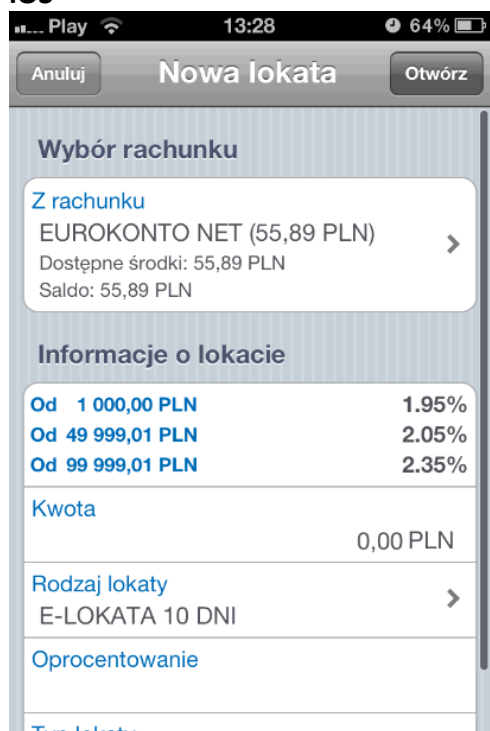 iOS
Play 13:28 64%
Anuluj Nowa lokata Otwórz
Wybór rachunku
Z rachunku
EUROKONTO NET (55,89 PLN)
Dostępne środki: 55,89 PLN
Saldo: 55,89 PLN
Informacje o lokacie
Od 1 000,00 PLN 1.95%
Od 49 999,01 PLN 2.05%
Od 99 999,01 PLN 2.35%
Kwota
0,00 PLN
Rodzaj lokaty
E-LOKATA 10 DNI
Oprocentowanie
Typ lokaty